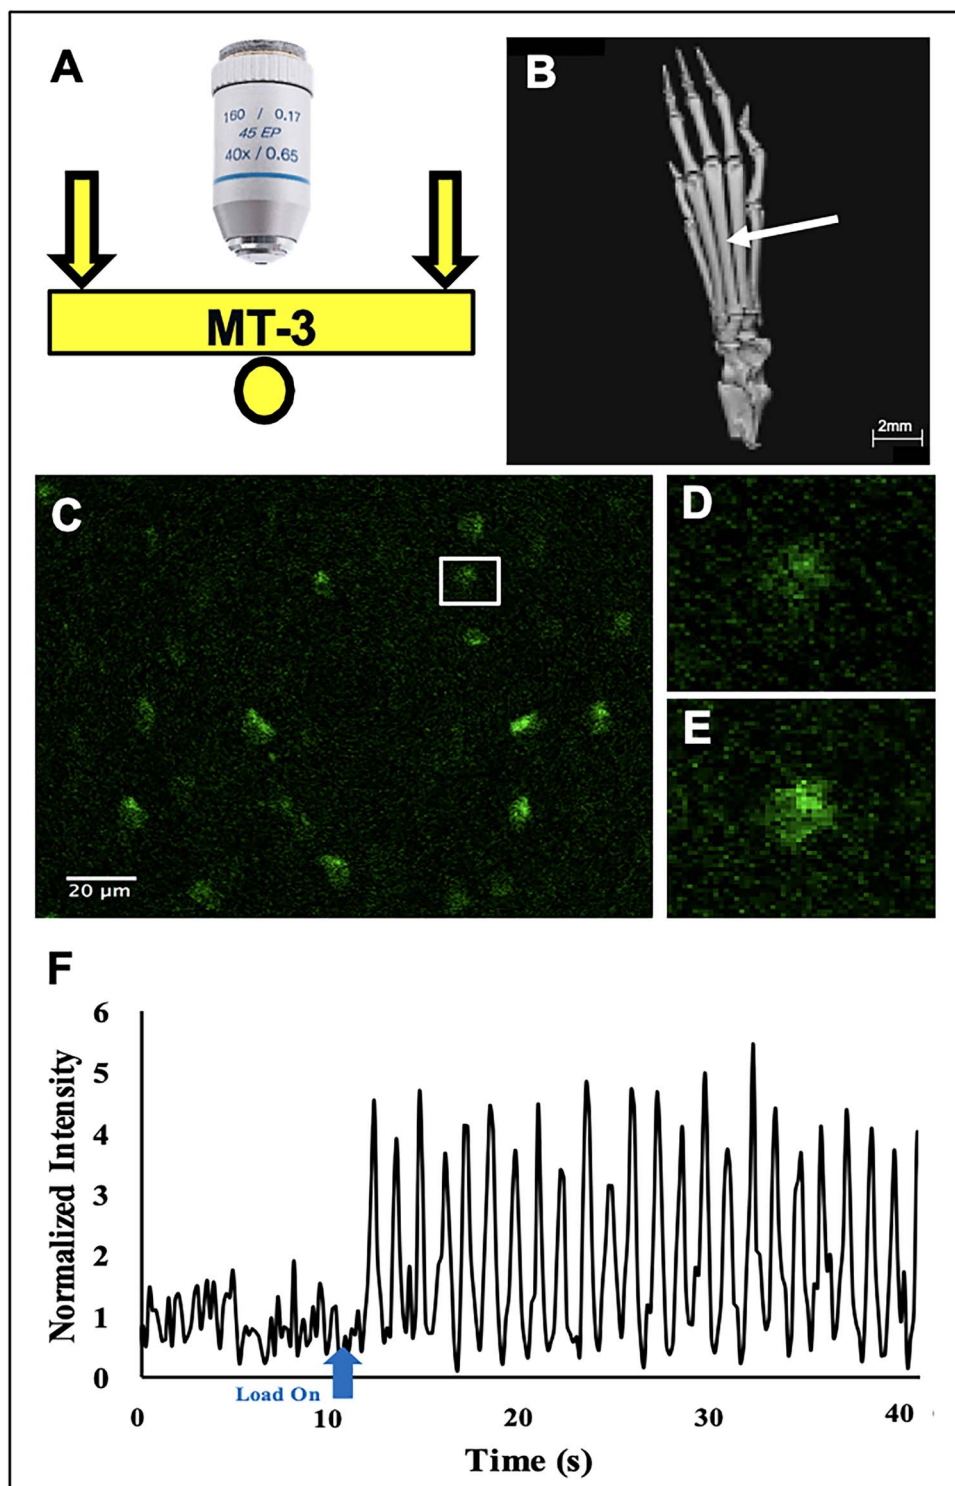 A
160 / 0.17
45 EP
40x / 0.65
MT-3
B
2mm
C
20 μm
D
E
F
Normalized Intensity
6
5
4
3
2
1
0
Load On
0 10 20 30 40
Time (s)